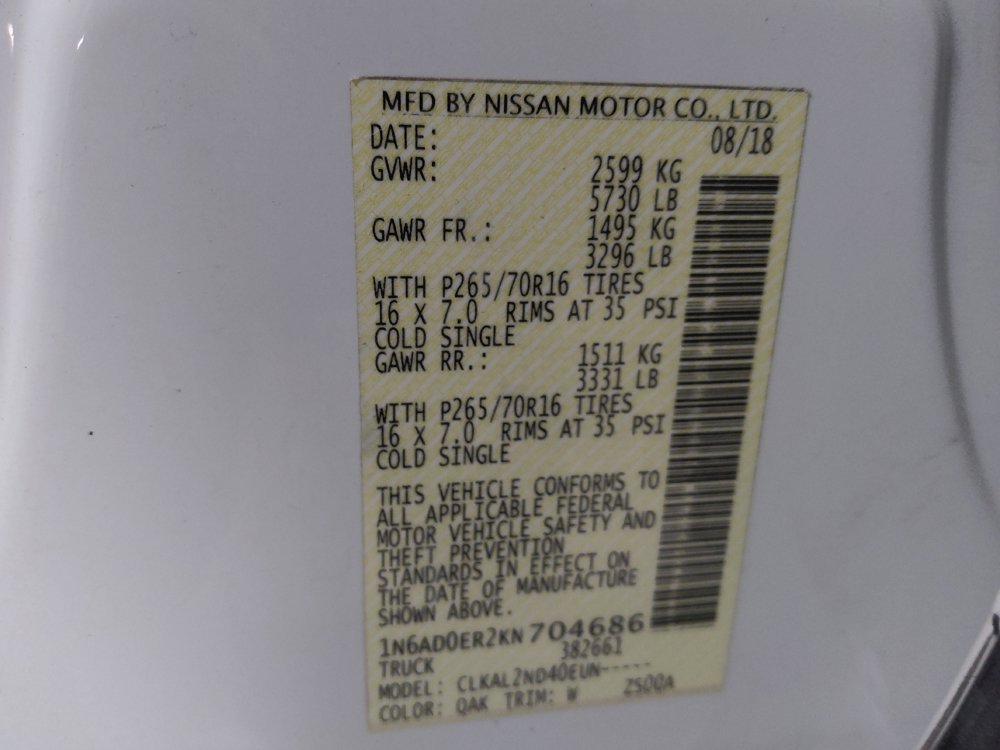 MFD BY NISSAN MOTOR CO., LTD.
DATE: 08/18
GVWR: 2599 KG
5730 LB
GAWR FR.: 1495 KG
3296 LB
WITH P265/70R16 TIRES
16 X 7.0 RIMS AT 35 PSI
COLD SINGLE
GAWR RR.: 1511 KG
3331 LB
WITH P265/70R16 TIRES
16 X 7.0 RIMS AT 35 PSI
COLD SINGLE
THIS VEHICLE CONFORMS TO
ALL APPLICABLE FEDERAL
MOTOR VEHICLE SAFETY AND
THEFT PREVENTION
STANDARDS IN EFFECT ON
THE DATE OF MANUFACTURE
SHOWN ABOVE.
1N6AD0ER2KN704686
TRUCK 382661
MODEL: CLKAL2ND40EUN-----
COLOR: QAK TRIM: W 2S00A